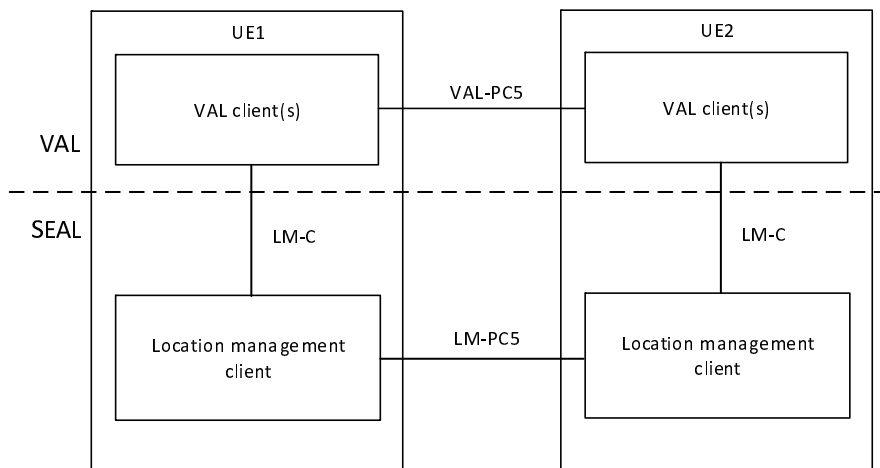 UE1
UE2
VAL client(s)
VAL-PC5
VAL client(s)
VAL
SEAL
LM-C
LM-C
Location management
client
LM-PC5
Location management
client